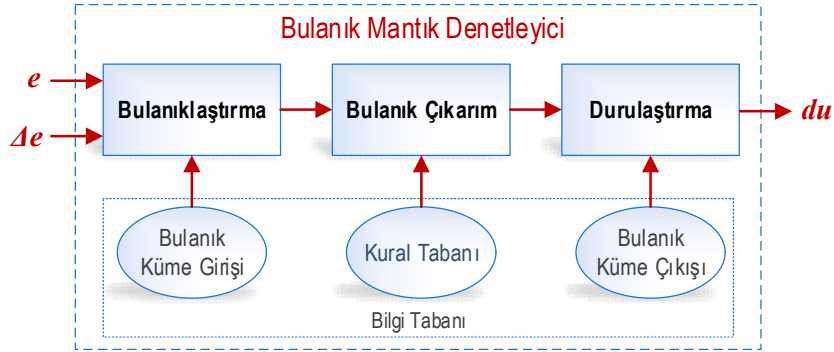 Bulanık Mantık Denetleyici
e
Δe
Bulanıklaştırma
Bulanık Çıkarım
Durulaştırma
du
Bulanık
Küme Girişi
Kural Tabanı
Bulanık
Küme Çıkışı
Bilgi Tabanı